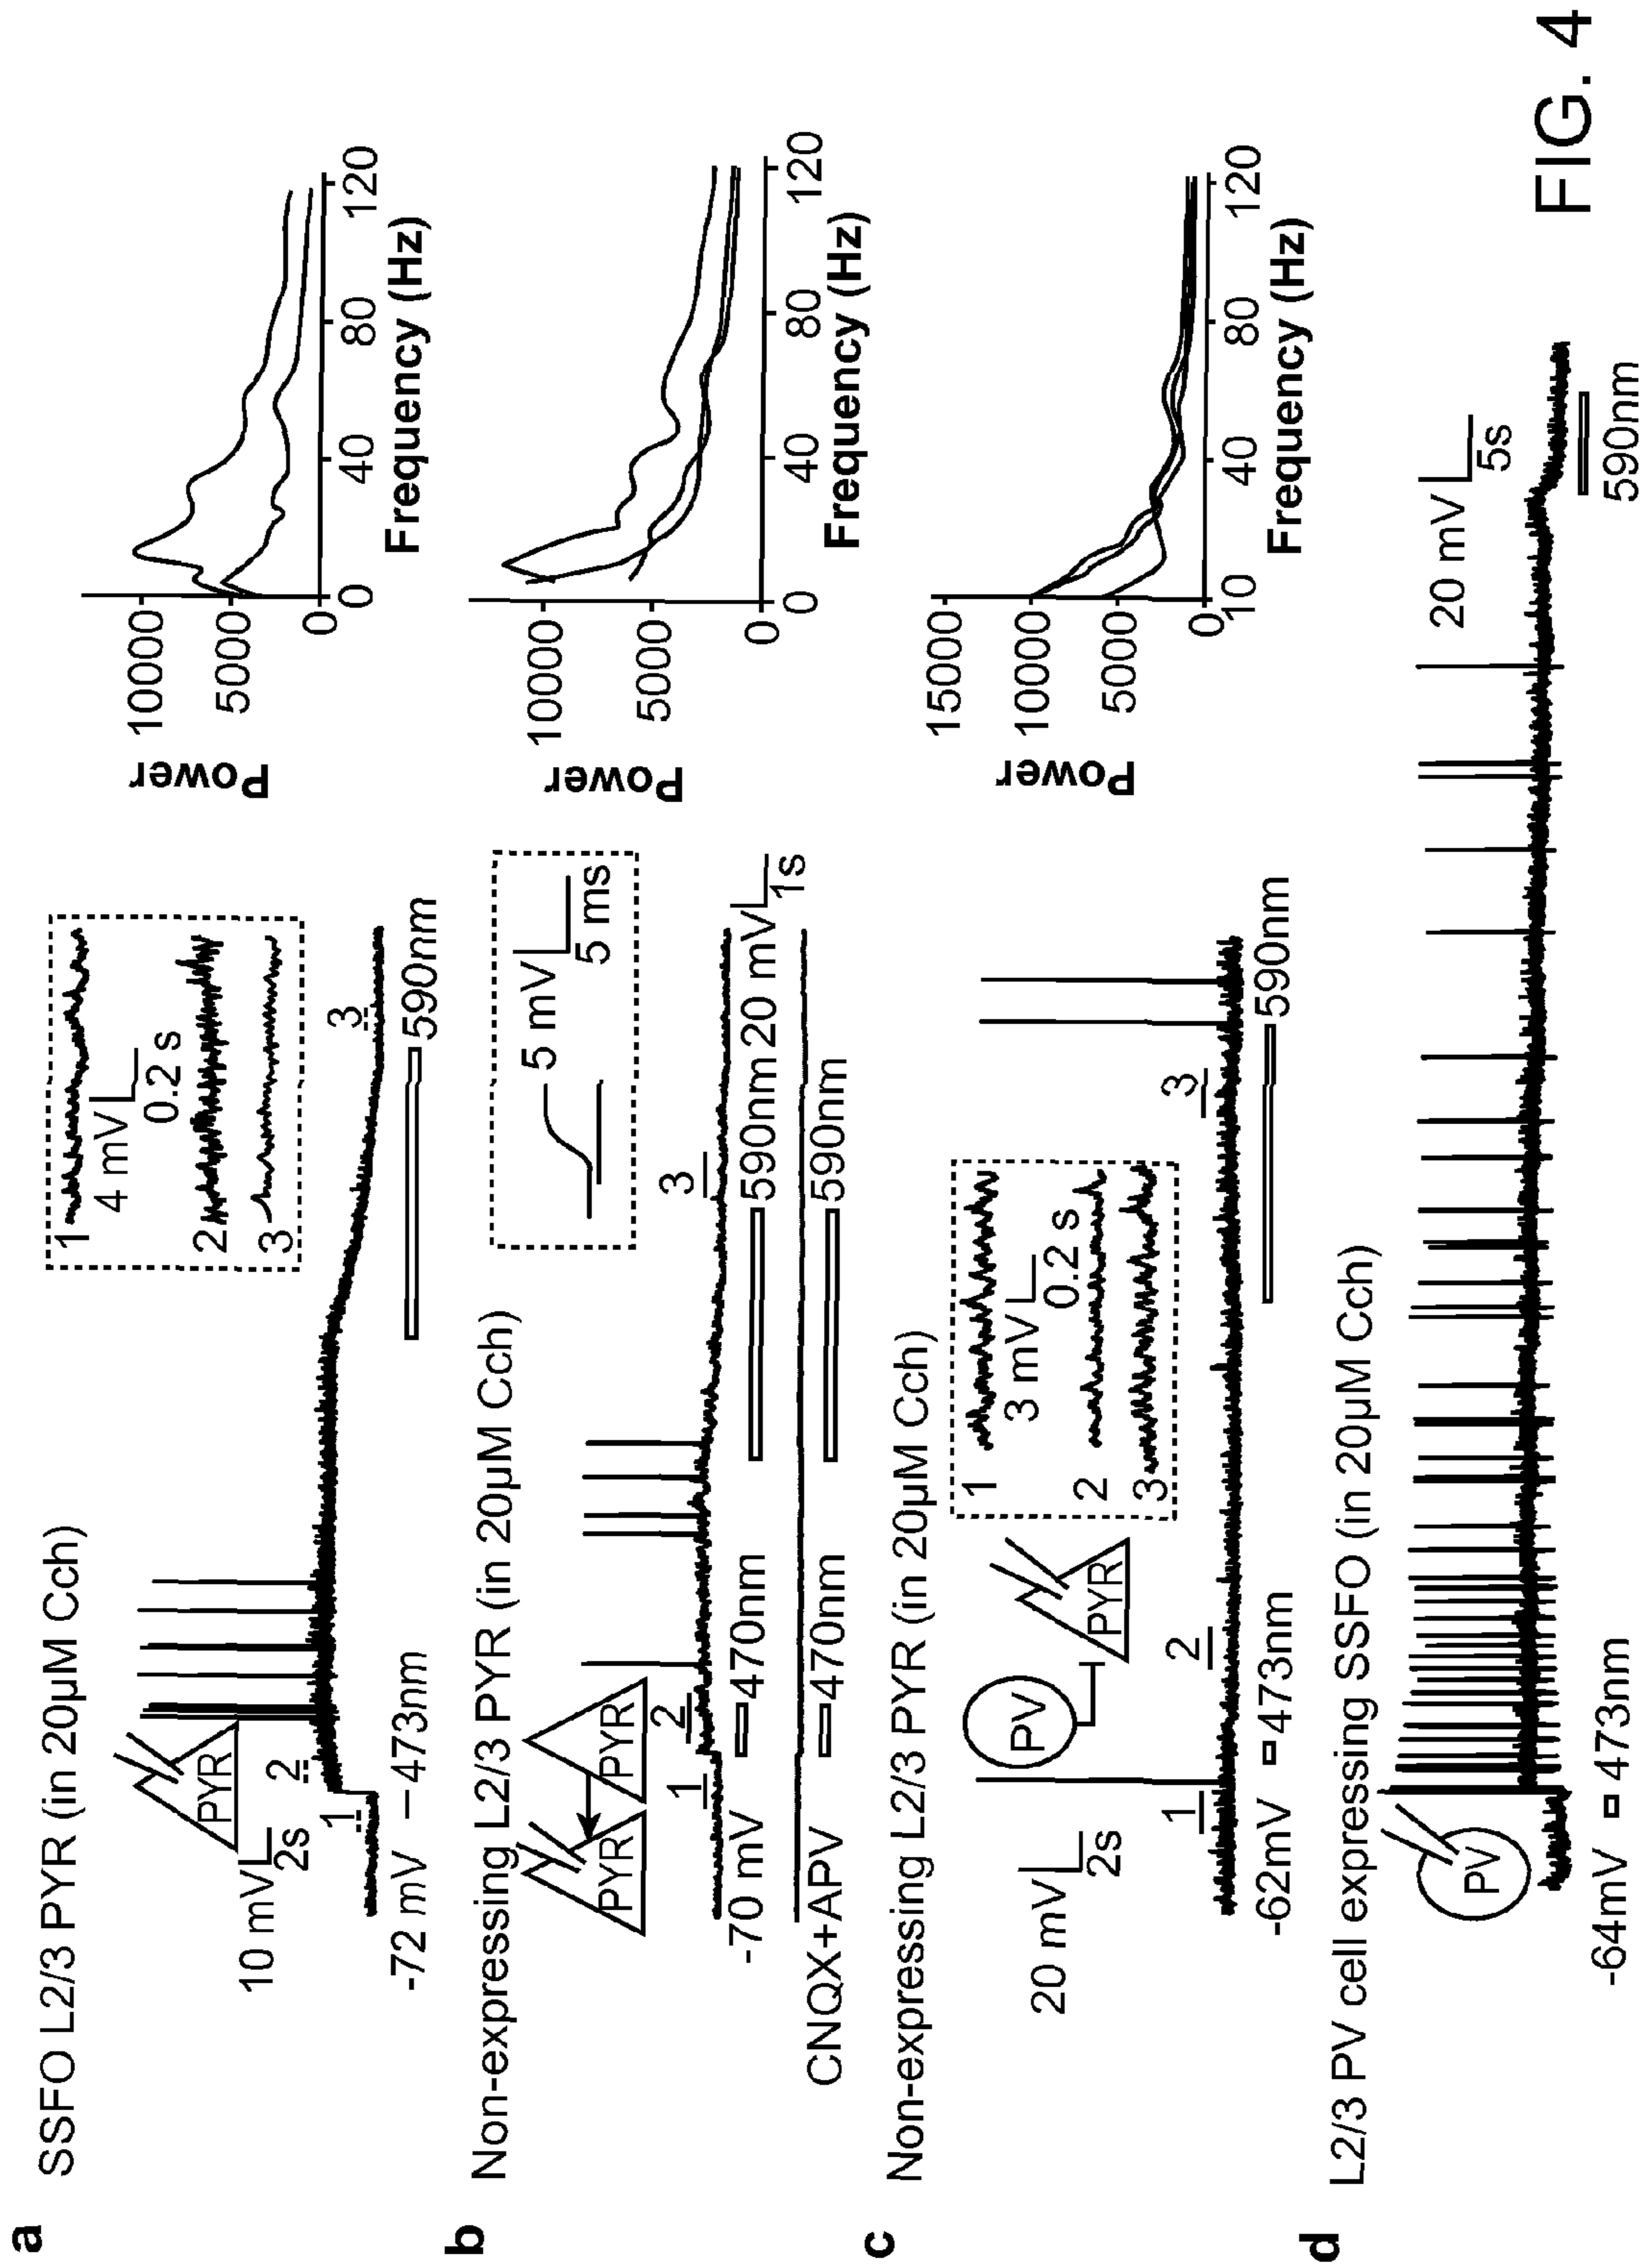 a
SSFO L2/3 PYR (in 20μM Cch)
PYR
10 mV
2s
1
2
3
-72 mV
473nm
590nm
1
4 mV
0.2 s
2
3
Power
10000
5000
0
0 40 80 120
Frequency (Hz)
b
Non-expressing L2/3 PYR (in 20μM Cch)
PYR PYR
1
2
3
-70 mV
470nm
590nm
20 mV
1s
CNQX+APV
470nm
590nm
5 mV
5 ms
Power
10000
5000
0
0 40 80 120
Frequency (Hz)
c
Non-expressing L2/3 PYR (in 20μM Cch)
20 mV
2s
PV
PYR
1
2
3
-62mV
473nm
590nm
1
3 mV
0.2 s
2
3
Power
15000
10000
5000
0
10 40 80 120
Frequency (Hz)
d
L2/3 PV cell expressing SSFO (in 20μM Cch)
PV
-64mV
473nm
20 mV
5s
590nm
FIG. 4